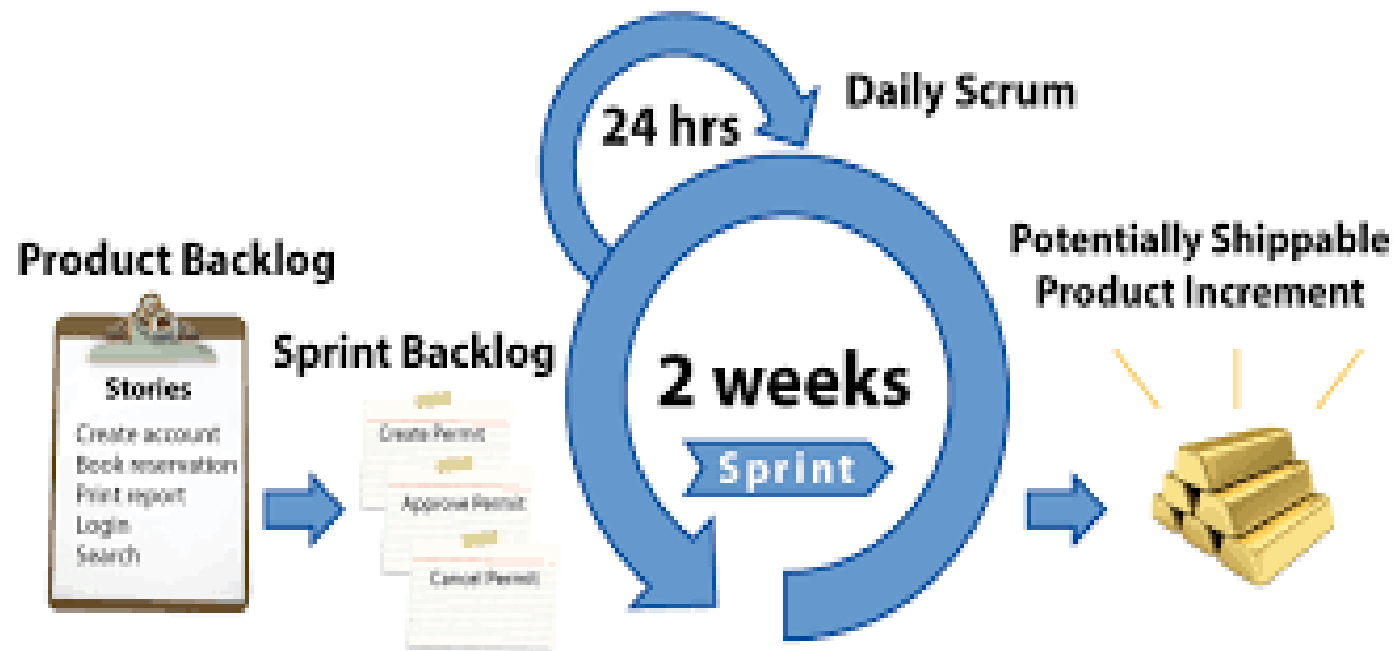 Product Backlog
Stories
Create account
Book reservation
Print report
Login
Search
Sprint Backlog
Create Permit
Approve Permit
Cancel Permit
24 hrs
Daily Scrum
2 weeks
Sprint
Potentially Shippable
Product Increment